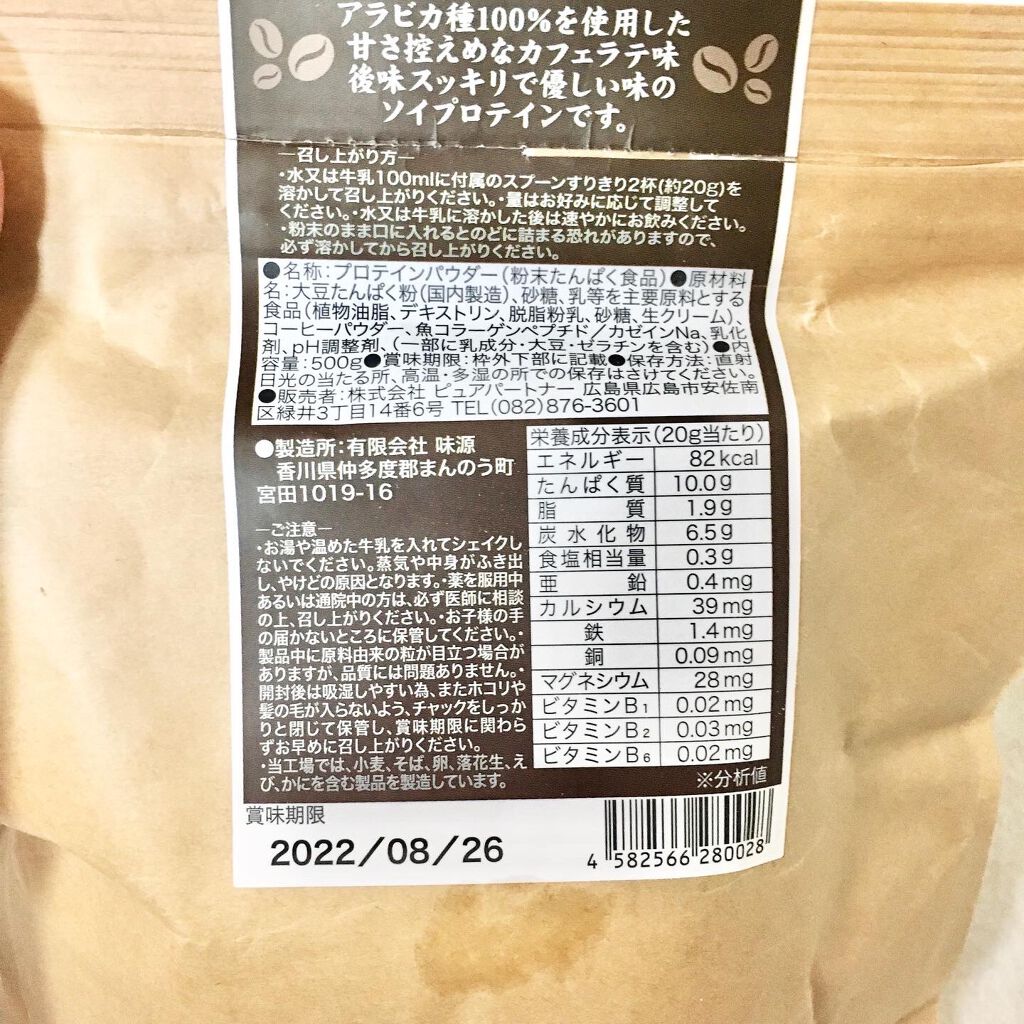 アラビカ種100%を使用した
甘さ控えめなカフェラテ味
後味スッキリで優しい味の
ソイプロテインです。
―召し上がり方―
・水又は牛乳100mlに付属のスプーンすりきり2杯(約20g)を
溶かして召し上がりください。・量はお好みに応じて調整して
ください。・水又は牛乳に溶かした後は速やかにお飲みください。
・粉末のまま口に入れるとのどに詰まる恐れがありますので、
必ず溶かしてから召し上がりください。
●名称:プロテインパウダー(粉末たんぱく食品)●原材料
名:大豆たんぱく粉(国内製造)、砂糖、乳等を主要原料とする
食品(植物油脂、デキストリン、脱脂粉乳、砂糖、生クリーム)、
コーヒーパウダー、魚コラーゲンペプチド/カゼインNa、乳化
剤、pH調整剤、(一部に乳成分・大豆・ゼラチンを含む)●内
容量:500g●賞味期限:枠外下部に記載●保存方法:直射
日光の当たる所、高温・多湿の所での保存はさけてください。
●販売者:株式会社 ピュアパートナー 広島県広島市安佐南
区緑井3丁目14番6号 TEL(082)876-3601
●製造所:有限会社 味源
香川県仲多度郡まんのう町
宮田1019-16
―ご注意―
・お湯や温めた牛乳を入れてシェイクし
ないでください。蒸気や中身がふき出
し、やけどの原因となります。・薬を服用中
あるいは通院中の方は、必ず医師に相談
の上、召し上がりください。・お子様の手
の届かないところに保管してください。・
製品中に原料由来の粒が目立つ場合が
ありますが、品質には問題ありません。・
開封後は吸湿しやすい為、またホコリや
髪の毛が入らないよう、チャックをしっか
りと閉じて保管し、賞味期限に関わら
ずお早めに召し上がりください。
・当工場では、小麦、そば、卵、落花生、え
び、かにを含む製品を製造しています。
栄養成分表示(20g当たり)
エネルギー 82kcal
たんぱく質 10.0g
脂質 1.9g
炭水化物 6.5g
食塩相当量 0.3g
亜鉛 0.4mg
カルシウム 39mg
鉄 1.4mg
銅 0.09mg
マグネシウム 28mg
ビタミンB1 0.02mg
ビタミンB2 0.03mg
ビタミンB6 0.02mg
※分析値
賞味期限
2022/08/26
4 582566 280028